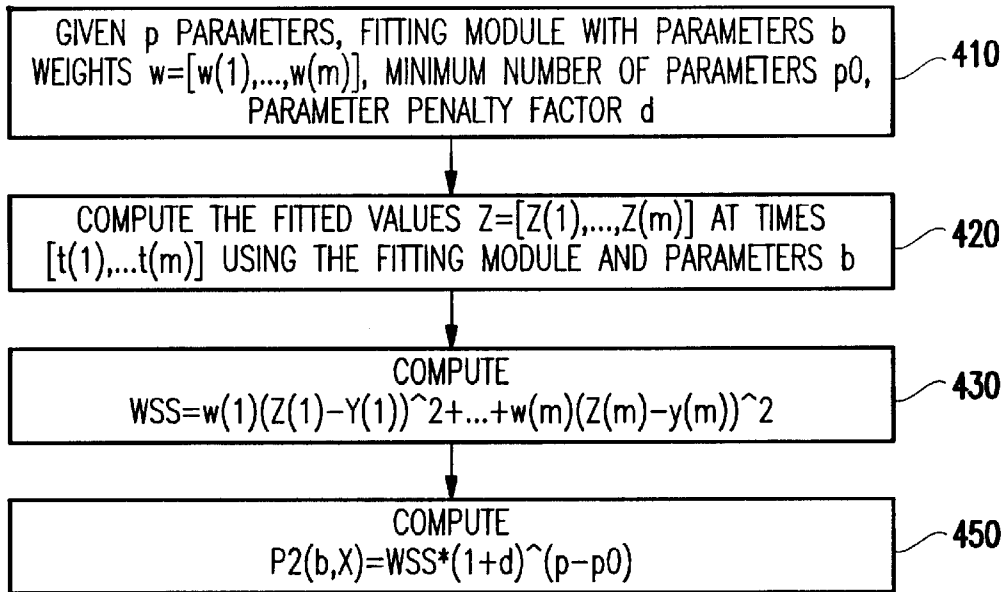 GIVEN p PARAMETERS, FITTING MODULE WITH PARAMETERS b
WEIGHTS w=[w(1),...,w(m)], MINIMUM NUMBER OF PARAMETERS p0,
PARAMETER PENALTY FACTOR d
410
COMPUTE THE FITTED VALUES Z=[Z(1),...,Z(m)] AT TIMES
[t(1),...t(m)] USING THE FITTING MODULE AND PARAMETERS b
420
COMPUTE
WSS=w(1)(Z(1)-Y(1))^2+...+w(m)(Z(m)-y(m))^2
430
COMPUTE
P2(b,X)=WSS*(1+d)^(p-p0)
450